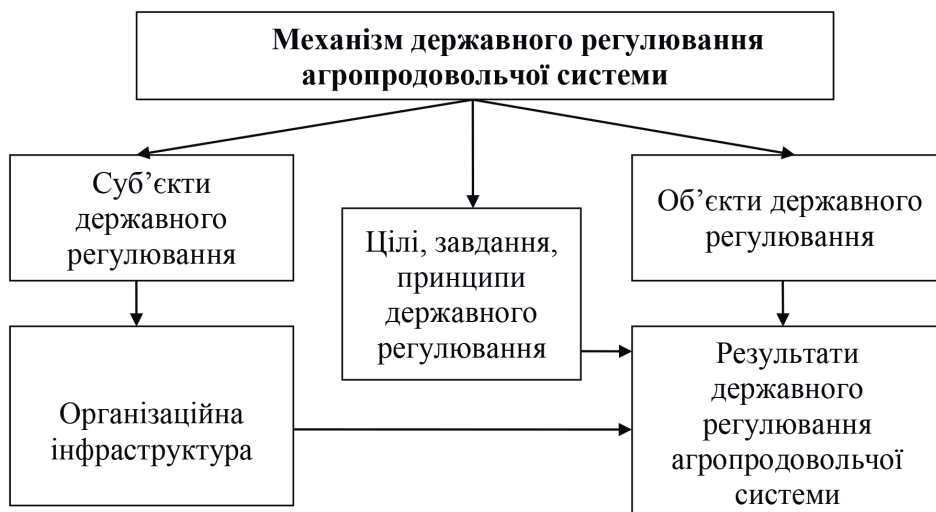 Механізм державного регулювання
агропродовольчої системи
Суб’єкти
державного
регулювання
Цілі, завдання,
принципи
державного
регулювання
Об’єкти державного
регулювання
Організаційна
інфраструктура
Результати
державного
регулювання
агропродовольчої
системи